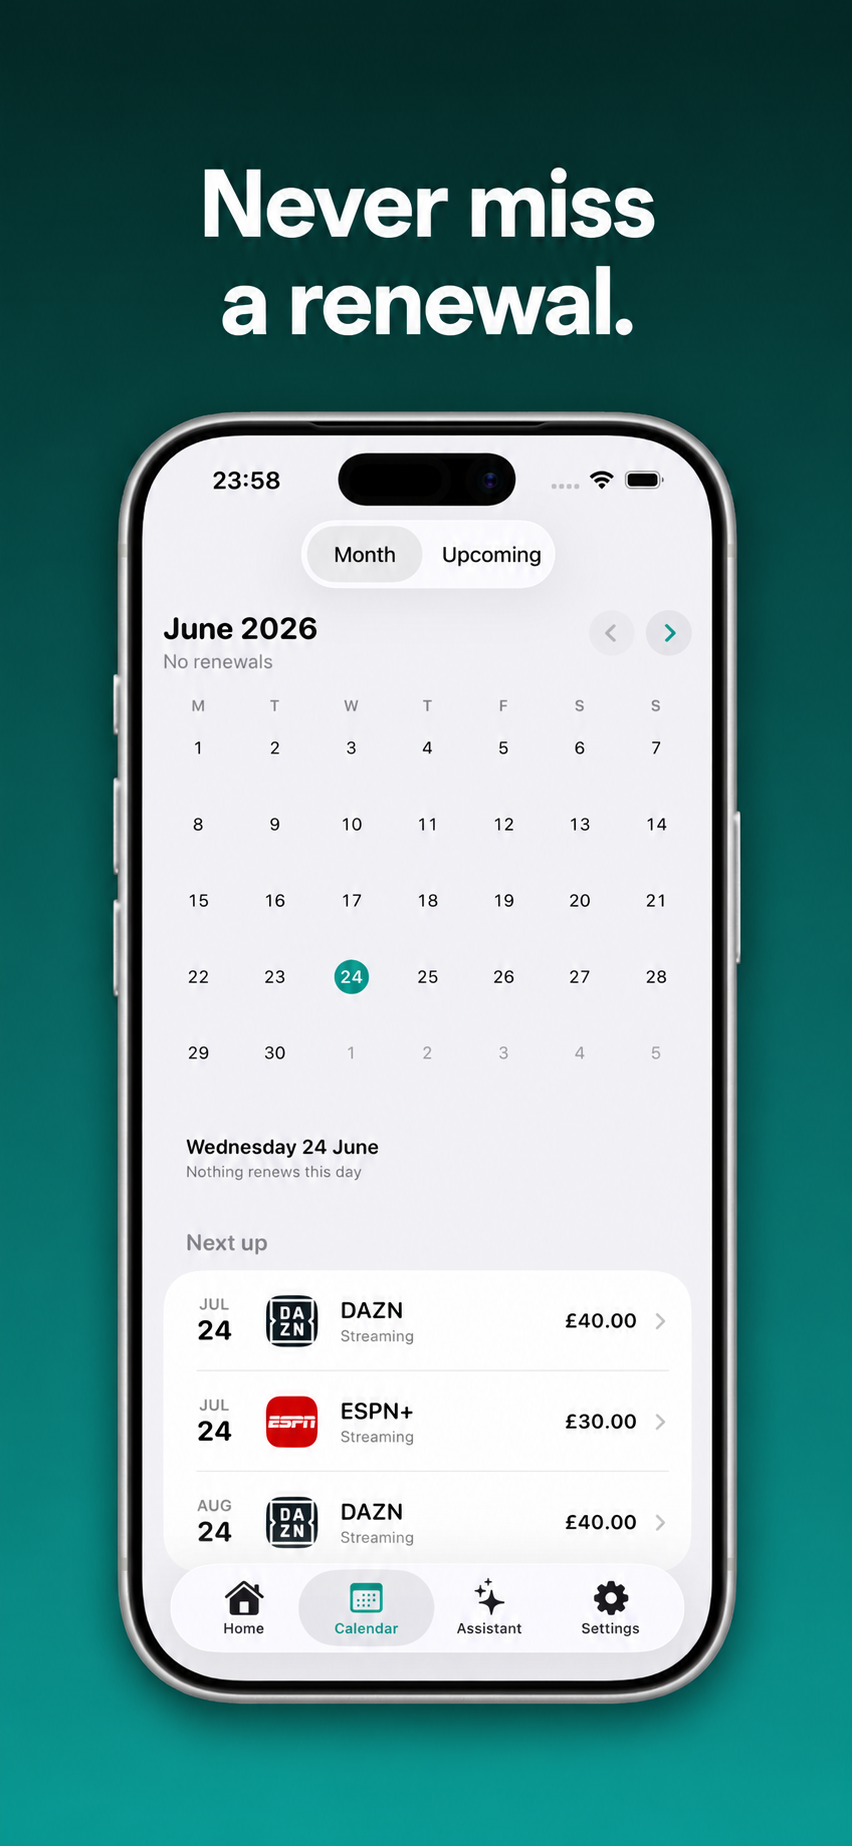 Never miss
a renewal.
23:58
Month Upcoming
June 2026
No renewals
M T W T F S S
1 2 3 4 5 6 7
8 9 10 11 12 13 14
15 16 17 18 19 20 21
22 23 24 25 26 27 28
29 30 1 2 3 4 5
Wednesday 24 June
Nothing renews this day
Next up
JUL
24
DA
ZN
DAZN
Streaming
£40.00
JUL
24
ESPN
ESPN+
Streaming
£30.00
AUG
24
DA
ZN
DAZN
Streaming
£40.00
Home Calendar Assistant Settings